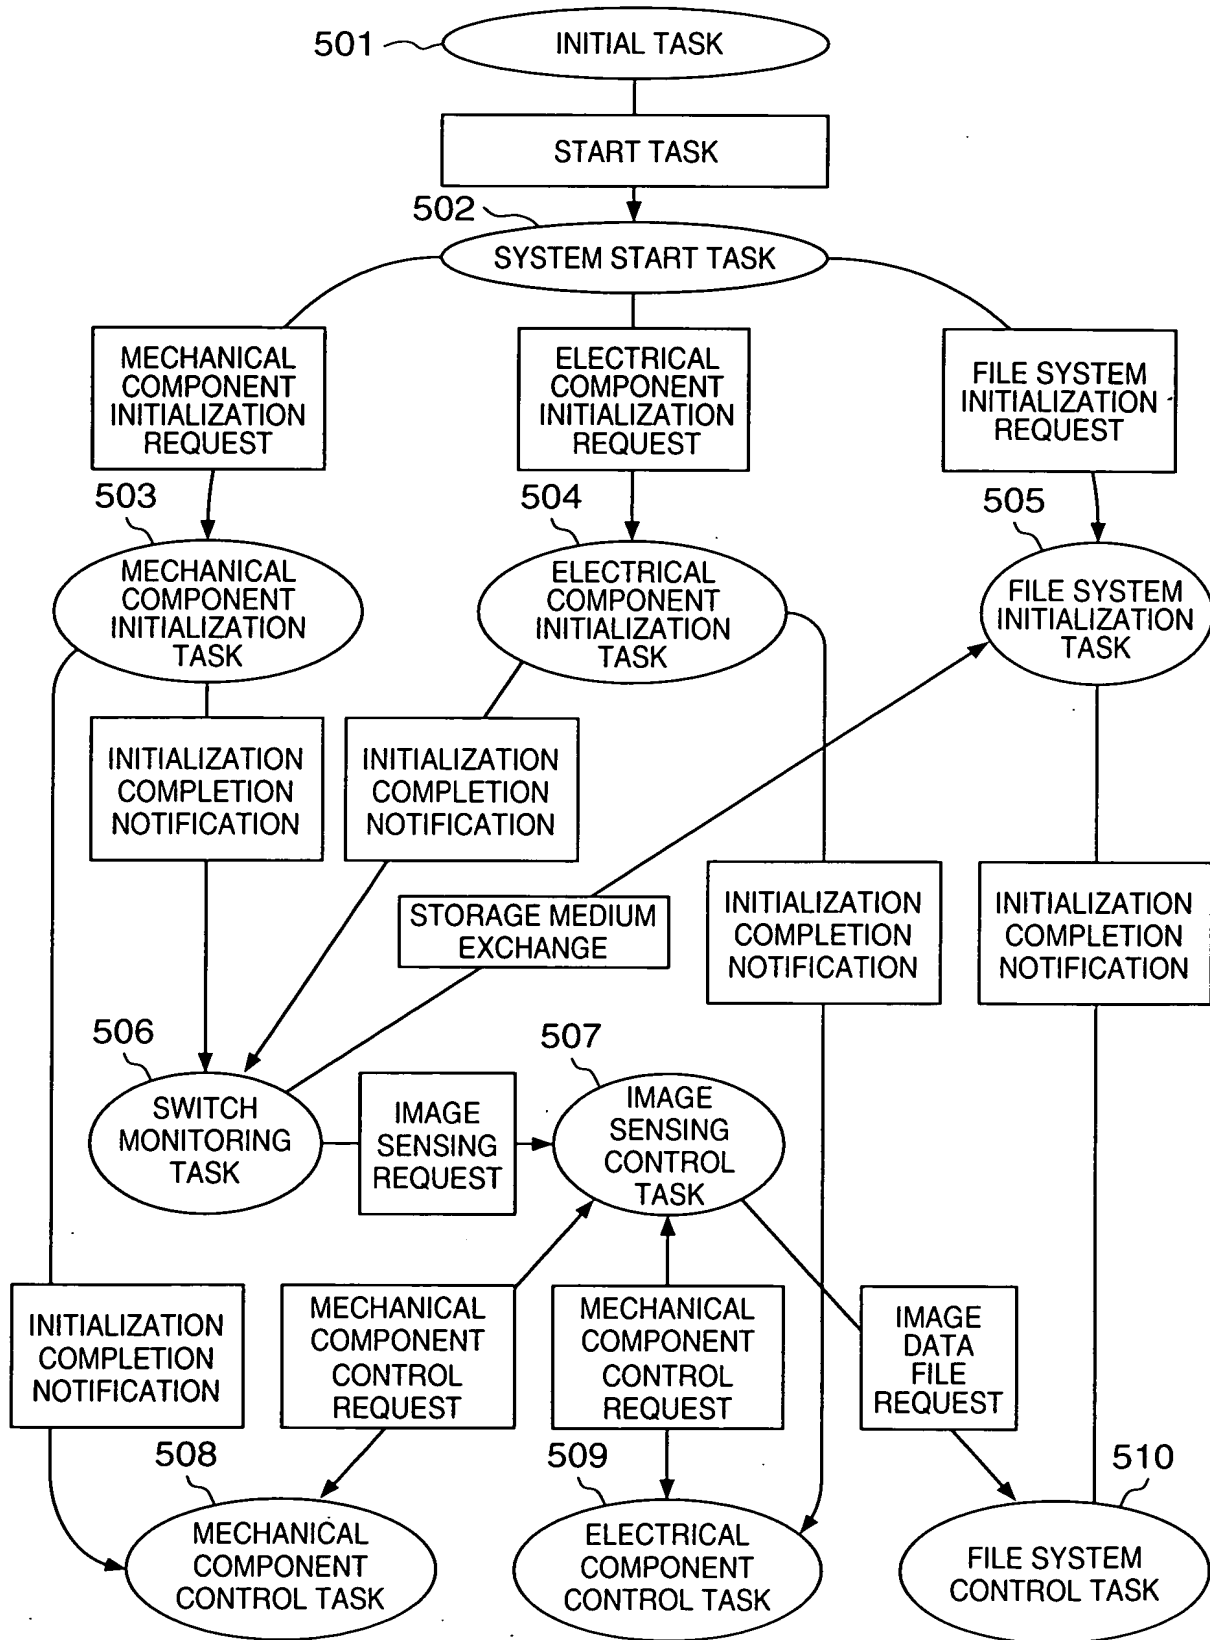 501
INITIAL TASK
START TASK
502
SYSTEM START TASK
MECHANICAL
COMPONENT
INITIALIZATION
REQUEST
ELECTRICAL
COMPONENT
INITIALIZATION
REQUEST
FILE SYSTEM
INITIALIZATION
REQUEST
503
504
505
MECHANICAL
COMPONENT
INITIALIZATION
TASK
ELECTRICAL
COMPONENT
INITIALIZATION
TASK
FILE SYSTEM
INITIALIZATION
TASK
INITIALIZATION
COMPLETION
NOTIFICATION
INITIALIZATION
COMPLETION
NOTIFICATION
STORAGE MEDIUM
EXCHANGE
INITIALIZATION
COMPLETION
NOTIFICATION
INITIALIZATION
COMPLETION
NOTIFICATION
506
507
SWITCH
MONITORING
TASK
IMAGE
SENSING
REQUEST
IMAGE
SENSING
CONTROL
TASK
INITIALIZATION
COMPLETION
NOTIFICATION
MECHANICAL
COMPONENT
CONTROL
REQUEST
MECHANICAL
COMPONENT
CONTROL
REQUEST
IMAGE
DATA
FILE
REQUEST
508
509
510
MECHANICAL
COMPONENT
CONTROL TASK
ELECTRICAL
COMPONENT
CONTROL TASK
FILE SYSTEM
CONTROL TASK